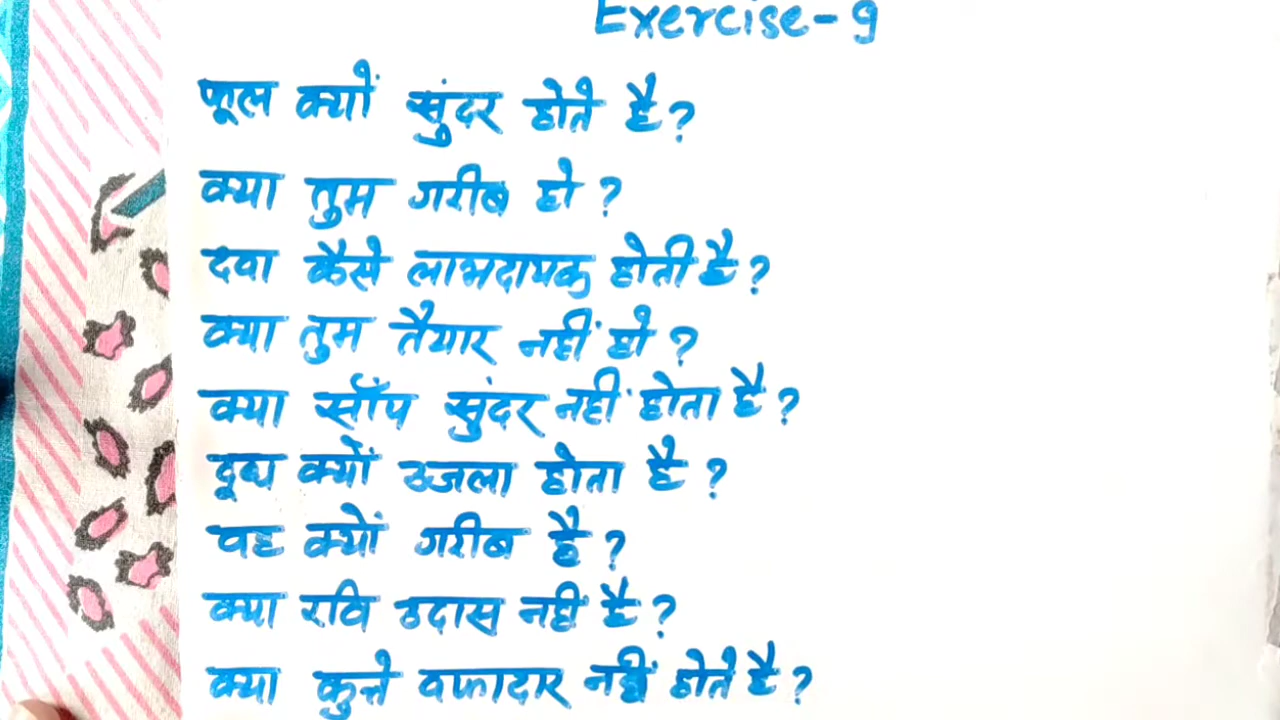 Exercise-9
फूल क्यों सुंदर होते है?
क्या तुम गरीब हो ?
दवा कैसे लाभदायक होती है ?
क्या तुम तैयार नहीं हो ?
क्या साँप सुंदर नहीं होता है ?
दूध क्यों उजला होता है ?
वह क्यों गरीब है ?
क्या रवि उदास नही है ?
क्या कुत्ते वफादार नहीं होते है ?